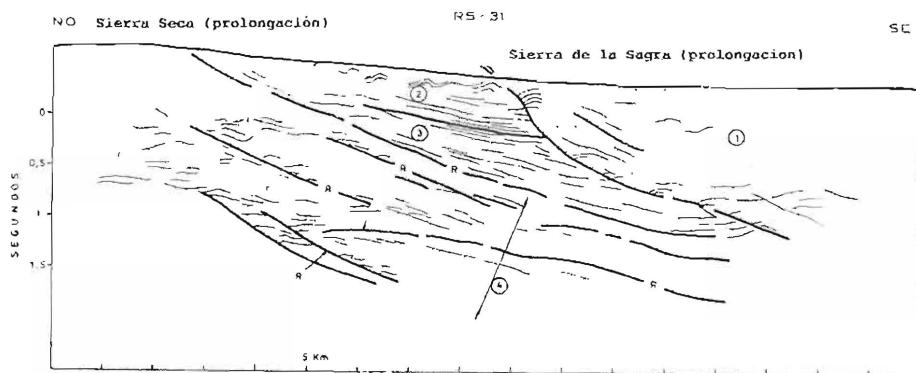 NO Sierra Seca (prolongación) RS-31 SE
Sierra de la Sagra (prolongacion)
2
1
0
3
0,5
R
R
SEGUNDOS
1
1,5
4
R
R
5 Km